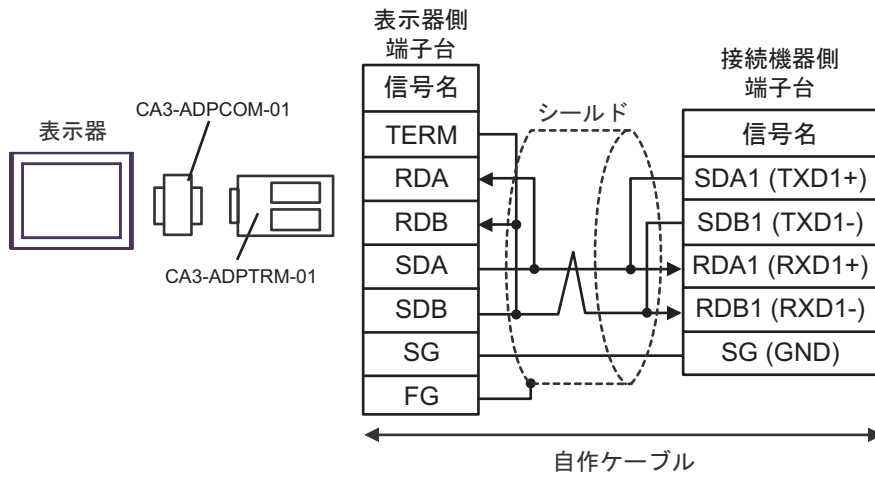 表示器
CA3-ADPCOM-01
CA3-ADPTRM-01
表示器側
端子台
信号名
TERM
RDA
RDB
SDA
SDB
SG
FG
シールド
接続機器側
端子台
信号名
SDA1 (TXD1+)
SDB1 (TXD1-)
RDA1 (RXD1+)
RDB1 (RXD1-)
SG (GND)
自作ケーブル